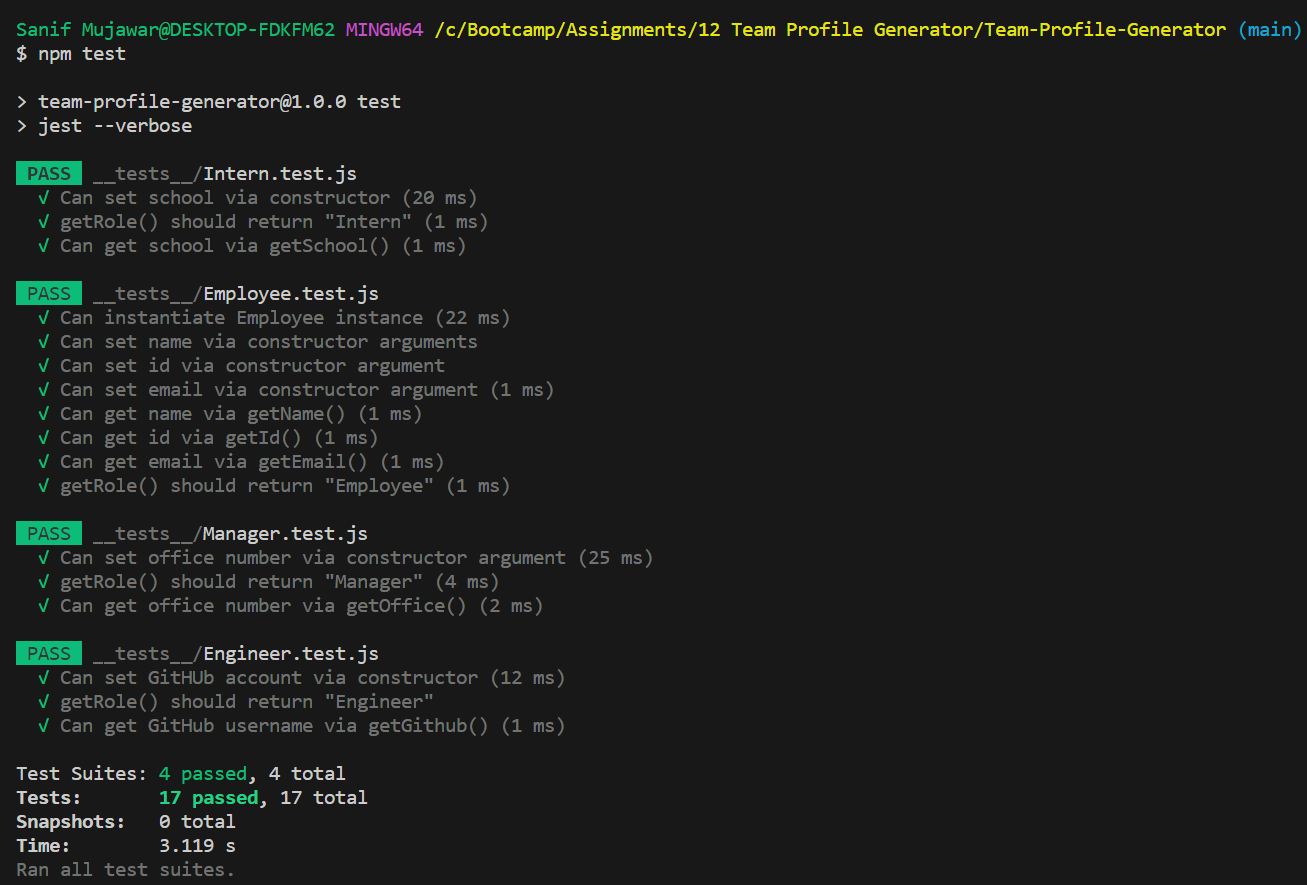 Sanif Mujawar@DESKTOP-FDKFM62 MINGW64 /c/Bootcamp/Assignments/12 Team Profile Generator/Team-Profile-Generator (main)
$ npm test
> team-profile-generator@1.0.0 test
> jest --verbose
PASS __tests__/Intern.test.js
√ Can set school via constructor (20 ms)
√ getRole() should return "Intern" (1 ms)
√ Can get school via getSchool() (1 ms)
PASS __tests__/Employee.test.js
√ Can instantiate Employee instance (22 ms)
√ Can set name via constructor arguments
√ Can set id via constructor argument
√ Can set email via constructor argument (1 ms)
√ Can get name via getName() (1 ms)
√ Can get id via getId() (1 ms)
√ Can get email via getEmail() (1 ms)
√ getRole() should return "Employee" (1 ms)
PASS __tests__/Manager.test.js
√ Can set office number via constructor argument (25 ms)
√ getRole() should return "Manager" (4 ms)
√ Can get office number via getOffice() (2 ms)
PASS __tests__/Engineer.test.js
√ Can set GitHUb account via constructor (12 ms)
√ getRole() should return "Engineer"
√ Can get GitHub username via getGithub() (1 ms)
Test Suites: 4 passed, 4 total
Tests: 17 passed, 17 total
Snapshots: 0 total
Time: 3.119 s
Ran all test suites.